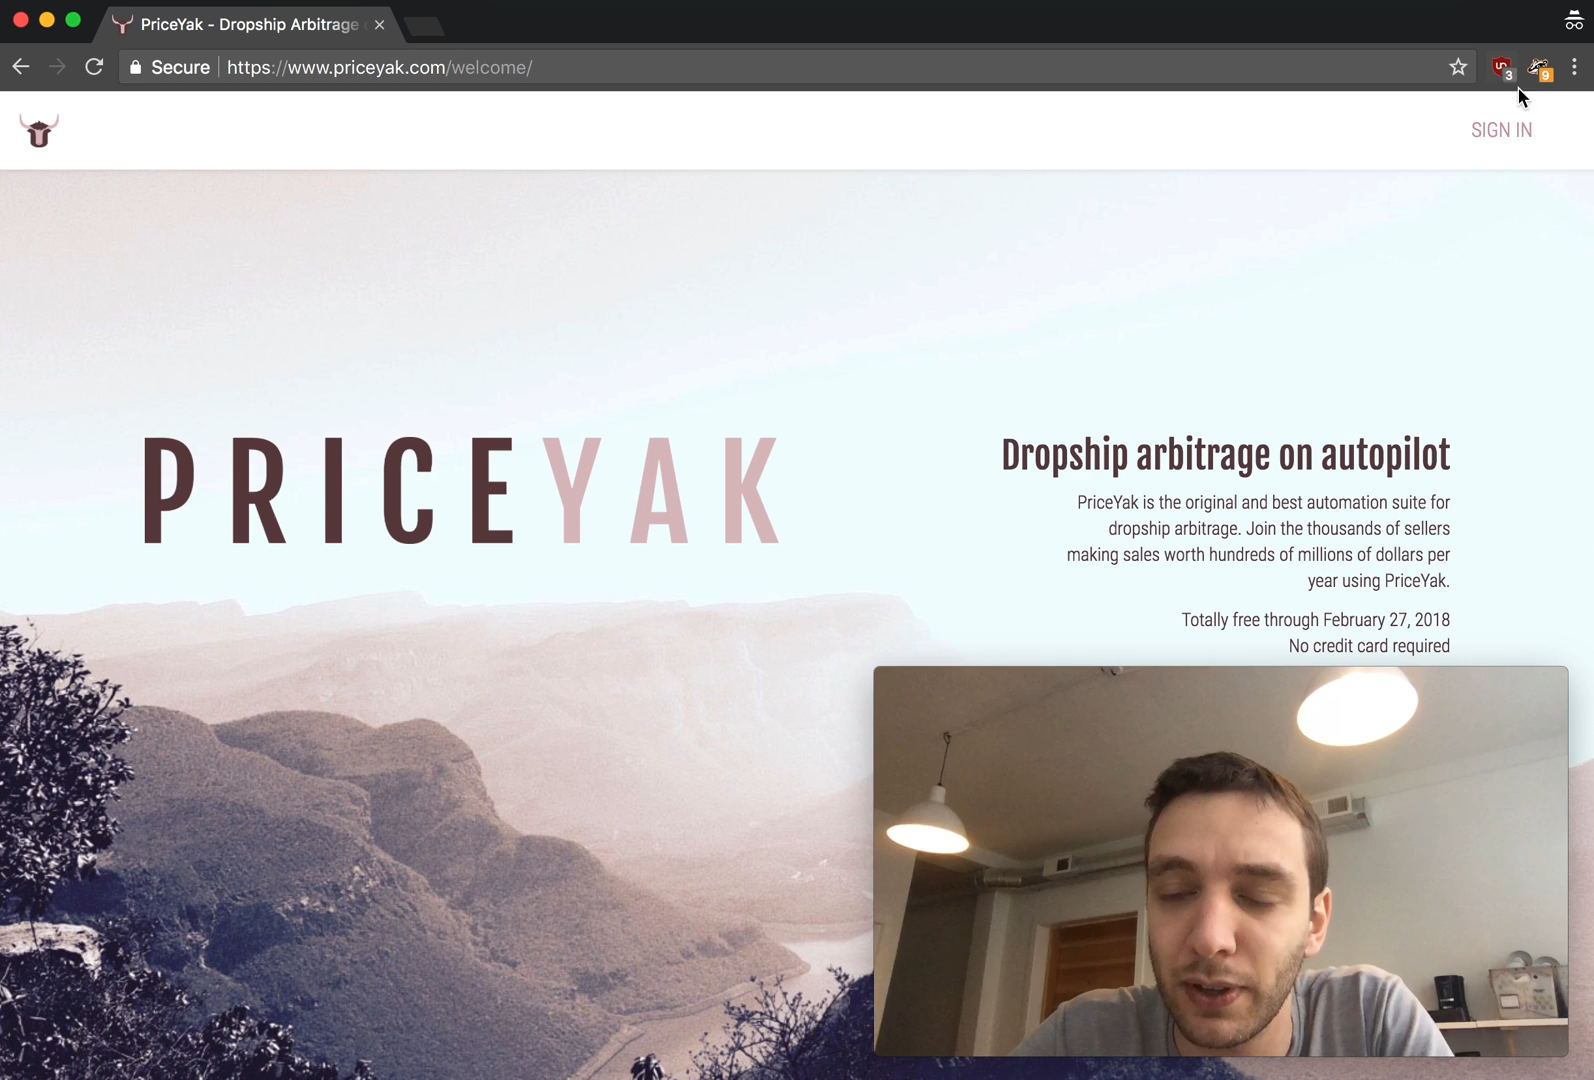 PriceYak - Dropship Arbitrage
Secure
https://www.priceyak.com/welcome/
3
9
SIGN IN
PRICEYAK
Dropship arbitrage on autopilot
PriceYak is the original and best automation suite for
dropship arbitrage. Join the thousands of sellers
making sales worth hundreds of millions of dollars per
year using PriceYak.
Totally free through February 27, 2018
No credit card required